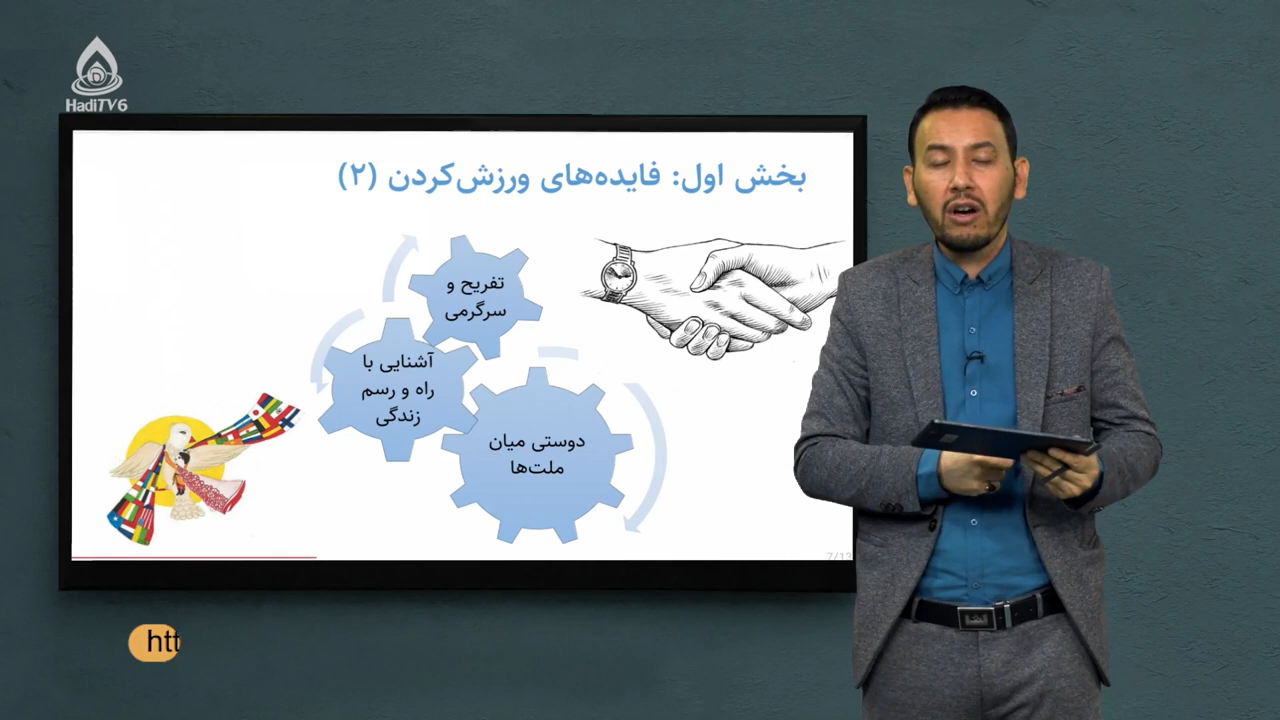 HadiTV6
بخش اول: فایده‌های ورزش‌کردن (۲)
تفریح و
سرگرمی
آشنایی با
راه و رسم
زندگی
دوستی میان
ملت‌ها
7/13
htt